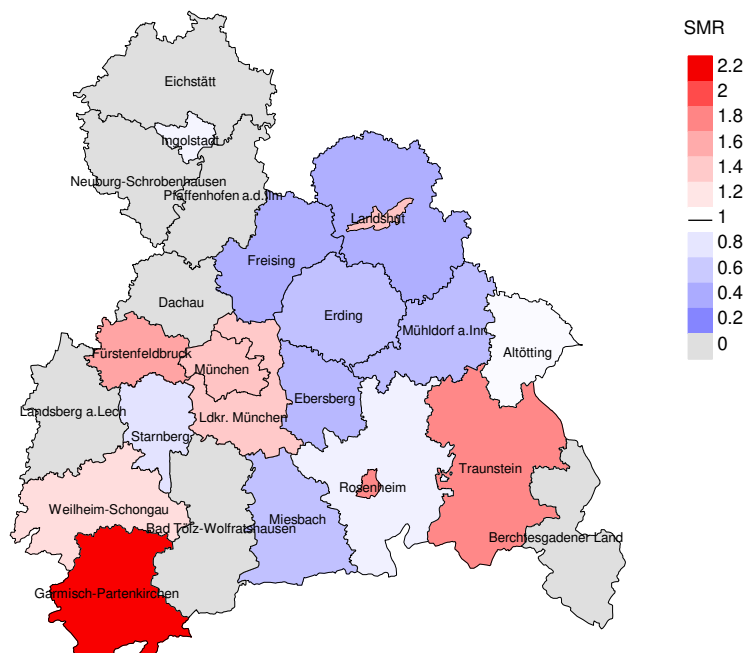 SMR
2.2
2
1.8
1.6
1.4
1.2
1
0.8
0.6
0.4
0.2
0
Eichstätt
Ingolstadt
Neuburg-Schrobenhausen
Pfaffenhofen a.d.Ilm
Landshut
Freising
Dachau
Erding
Mühldorf a.Inn
Fürstenfeldbruck
Altötting
München
Ebersberg
Landsberg a.Lech
Ldkr. München
Starnberg
Traunstein
Rosenheim
Weilheim-Schongau
Miesbach
Bad Tölz-Wolfratshausen
Berchtesgadener Land
Garmisch-Partenkirchen